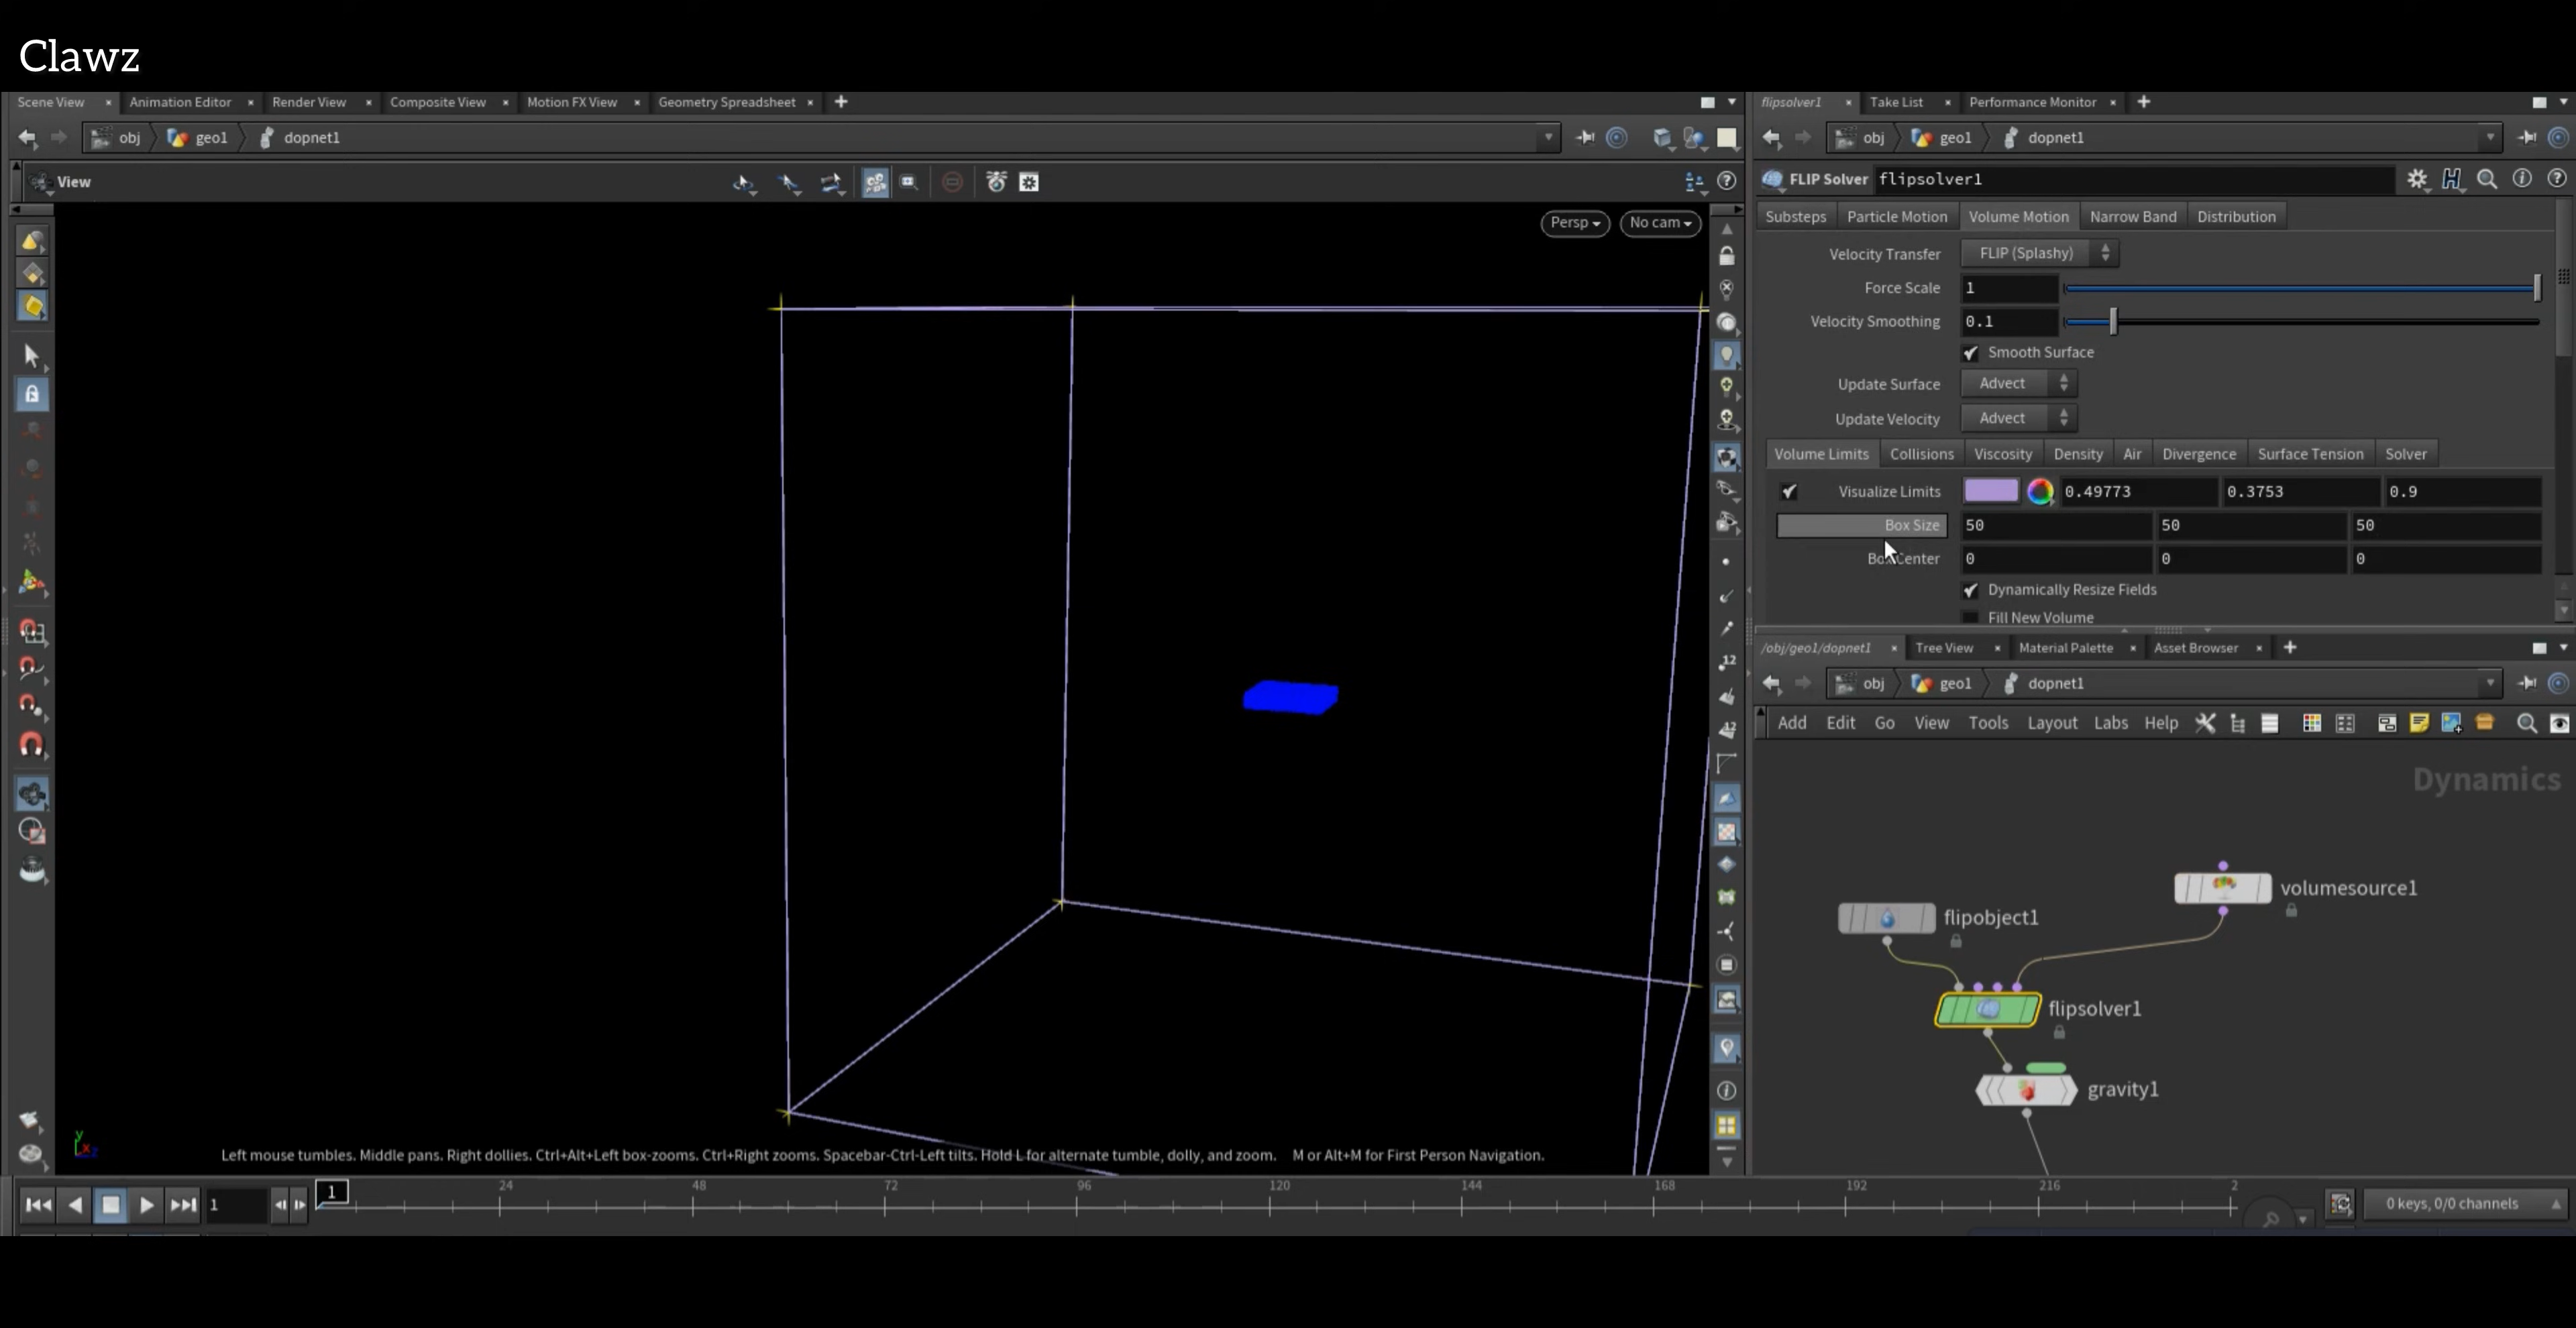 Clawz
Scene View Animation Editor Render View Composite View Motion FX View Geometry Spreadsheet
flipsolver1 Take List Performance Monitor
obj geo1 dopnet1
obj geo1 dopnet1
View
FLIP Solver flipsolver1
Substeps Particle Motion Volume Motion Narrow Band Distribution
Persp No cam
Velocity Transfer FLIP (Splashy)
Force Scale 1
Velocity Smoothing 0.1
Smooth Surface
Update Surface Advect
Update Velocity Advect
Volume Limits Collisions Viscosity Density Air Divergence Surface Tension Solver
Visualize Limits 0.49773 0.3753 0.9
Box Size 50 50 50
Box Center 0 0 0
Dynamically Resize Fields
Fill New Volume
/obj/geo1/dopnet1 Tree View Material Palette Asset Browser
obj geo1 dopnet1
Add Edit Go View Tools Layout Labs Help
Dynamics
volumesource1
flipobject1
flipsolver1
gravity1
12
12
y
x
z
Left mouse tumbles. Middle pans. Right dollies. Ctrl+Alt+Left box-zooms. Ctrl+Right zooms. Spacebar-Ctrl-Left tilts. Hold L for alternate tumble, dolly, and zoom. M or Alt+M for First Person Navigation.
1 1 24 48 72 96 120 144 168 192 216 2
0 keys, 0/0 channels